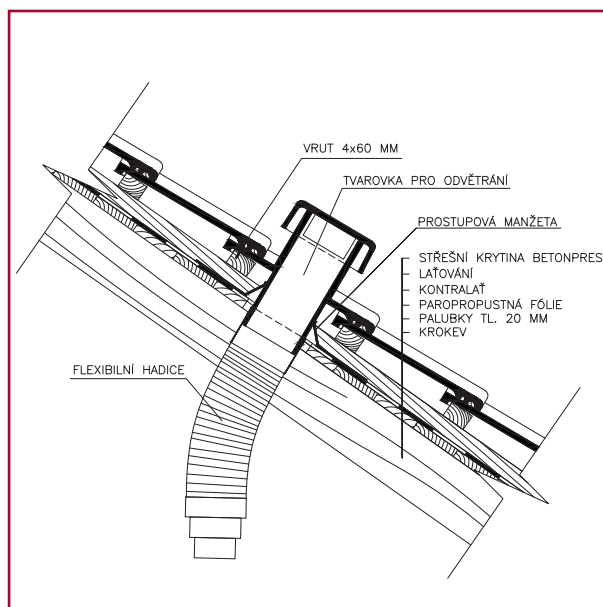 VRUT 4x60 MM
TVAROVKA PRO ODVĚTRÁNÍ
PROSTUPOVÁ MANŽETA
STŘEŠNÍ KRYTINA BETONPRES
LAŤOVÁNÍ
KONTRALAŤ
PAROPROPUSTNÁ FÓLIE
PALUBKY TL. 20 MM
KROKEV
FLEXIBILNÍ HADICE